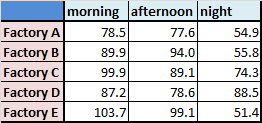 morning afternoon night
Factory A 78.5 77.6 54.9
Factory B 89.9 94.0 55.8
Factory C 99.9 89.1 74.3
Factory D 87.2 78.6 88.5
Factory E 103.7 99.1 51.4